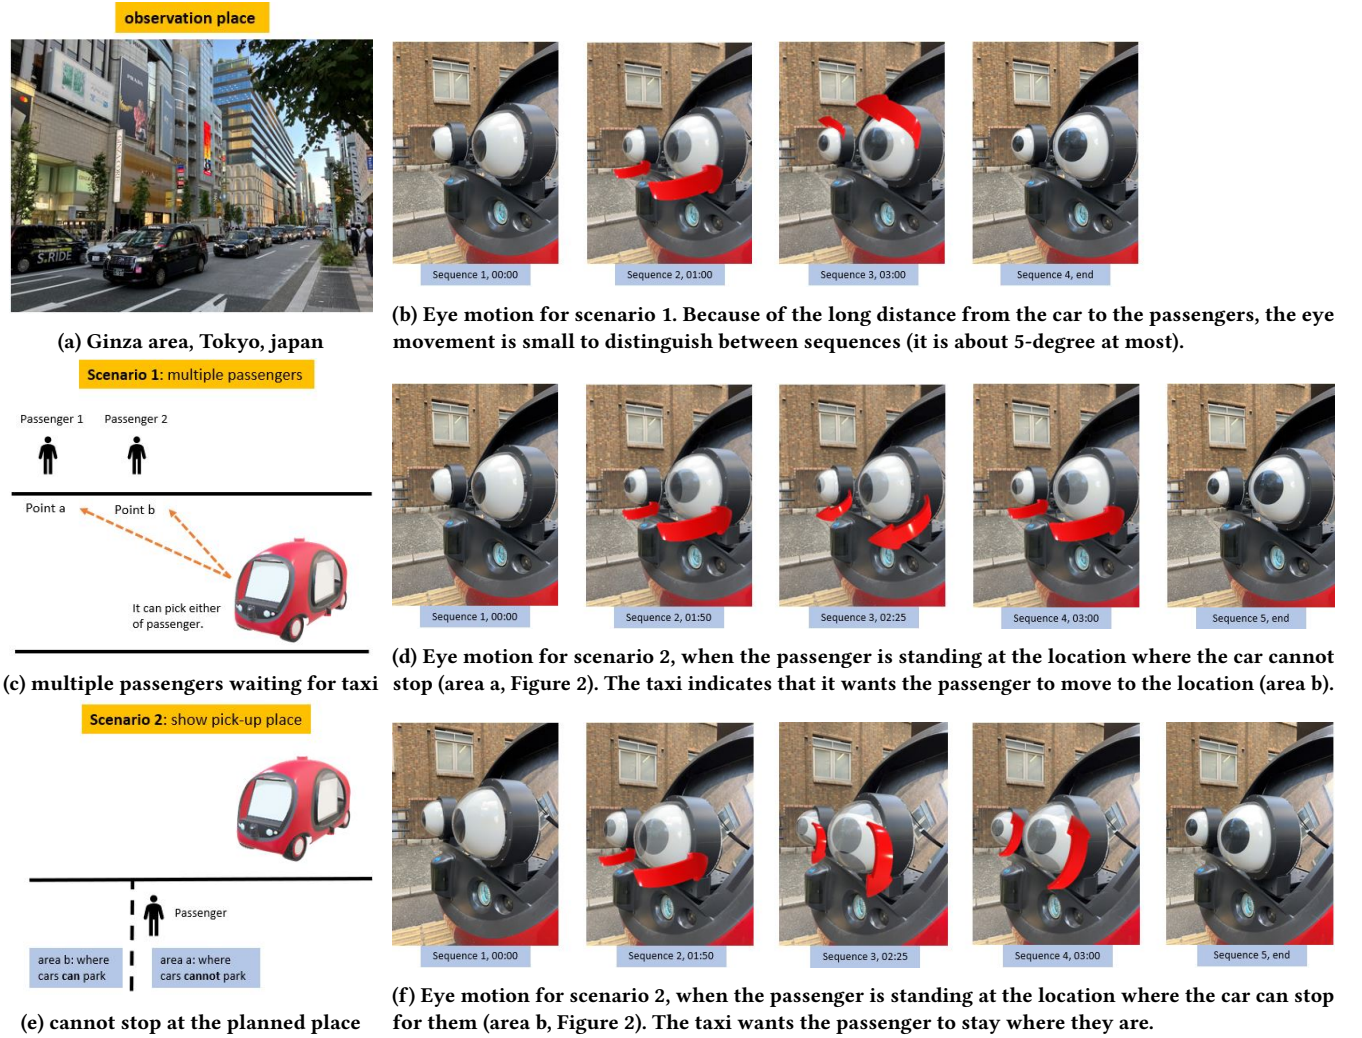 observation place
S.RIDE
(a) Ginza area, Tokyo, japan
Sequence 1, 00:00
Sequence 2, 01:00
Sequence 3, 03:00
Sequence 4, end
(b) Eye motion for scenario 1. Because of the long distance from the car to the passengers, the eye
movement is small to distinguish between sequences (it is about 5-degree at most).
Scenario 1: multiple passengers
Passenger 1
Passenger 2
Point a
Point b
It can pick either
of passenger.
(c) multiple passengers waiting for taxi
Sequence 1, 00:00
Sequence 2, 01:50
Sequence 3, 02:25
Sequence 4, 03:00
Sequence 5, end
(d) Eye motion for scenario 2, when the passenger is standing at the location where the car cannot
stop (area a, Figure 2). The taxi indicates that it wants the passenger to move to the location (area b).
Scenario 2: show pick-up place
Passenger
area b: where
cars can park
area a: where
cars cannot park
(e) cannot stop at the planned place
Sequence 1, 00:00
Sequence 2, 01:50
Sequence 3, 02:25
Sequence 4, 03:00
Sequence 5, end
(f) Eye motion for scenario 2, when the passenger is standing at the location where the car can stop
for them (area b, Figure 2). The taxi wants the passenger to stay where they are.